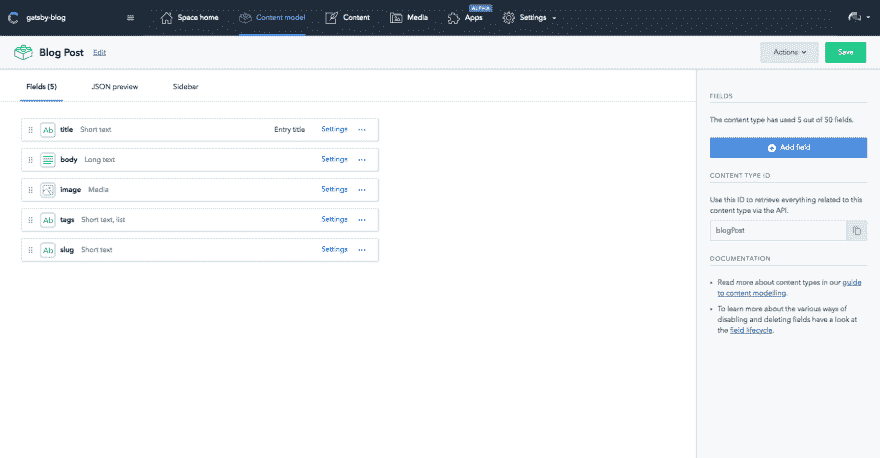 gatsby-blog
Space home
Content model
Content
Media
ALPHA
Apps
Settings
Blog Post Edit
Actions
Save
Fields (5)
JSON preview
Sidebar
Ab title Short text Entry title Settings
body Long text Settings
image Media Settings
Ab tags Short text, list Settings
Ab slug Short text Settings
FIELDS
The content type has used 5 out of 50 fields.
Add field
CONTENT TYPE ID
Use this ID to retrieve everything related to this
content type via the API.
blogPost
DOCUMENTATION
Read more about content types in our guide
to content modelling.
To learn more about the various ways of
disabling and deleting fields have a look at
the field lifecycle.